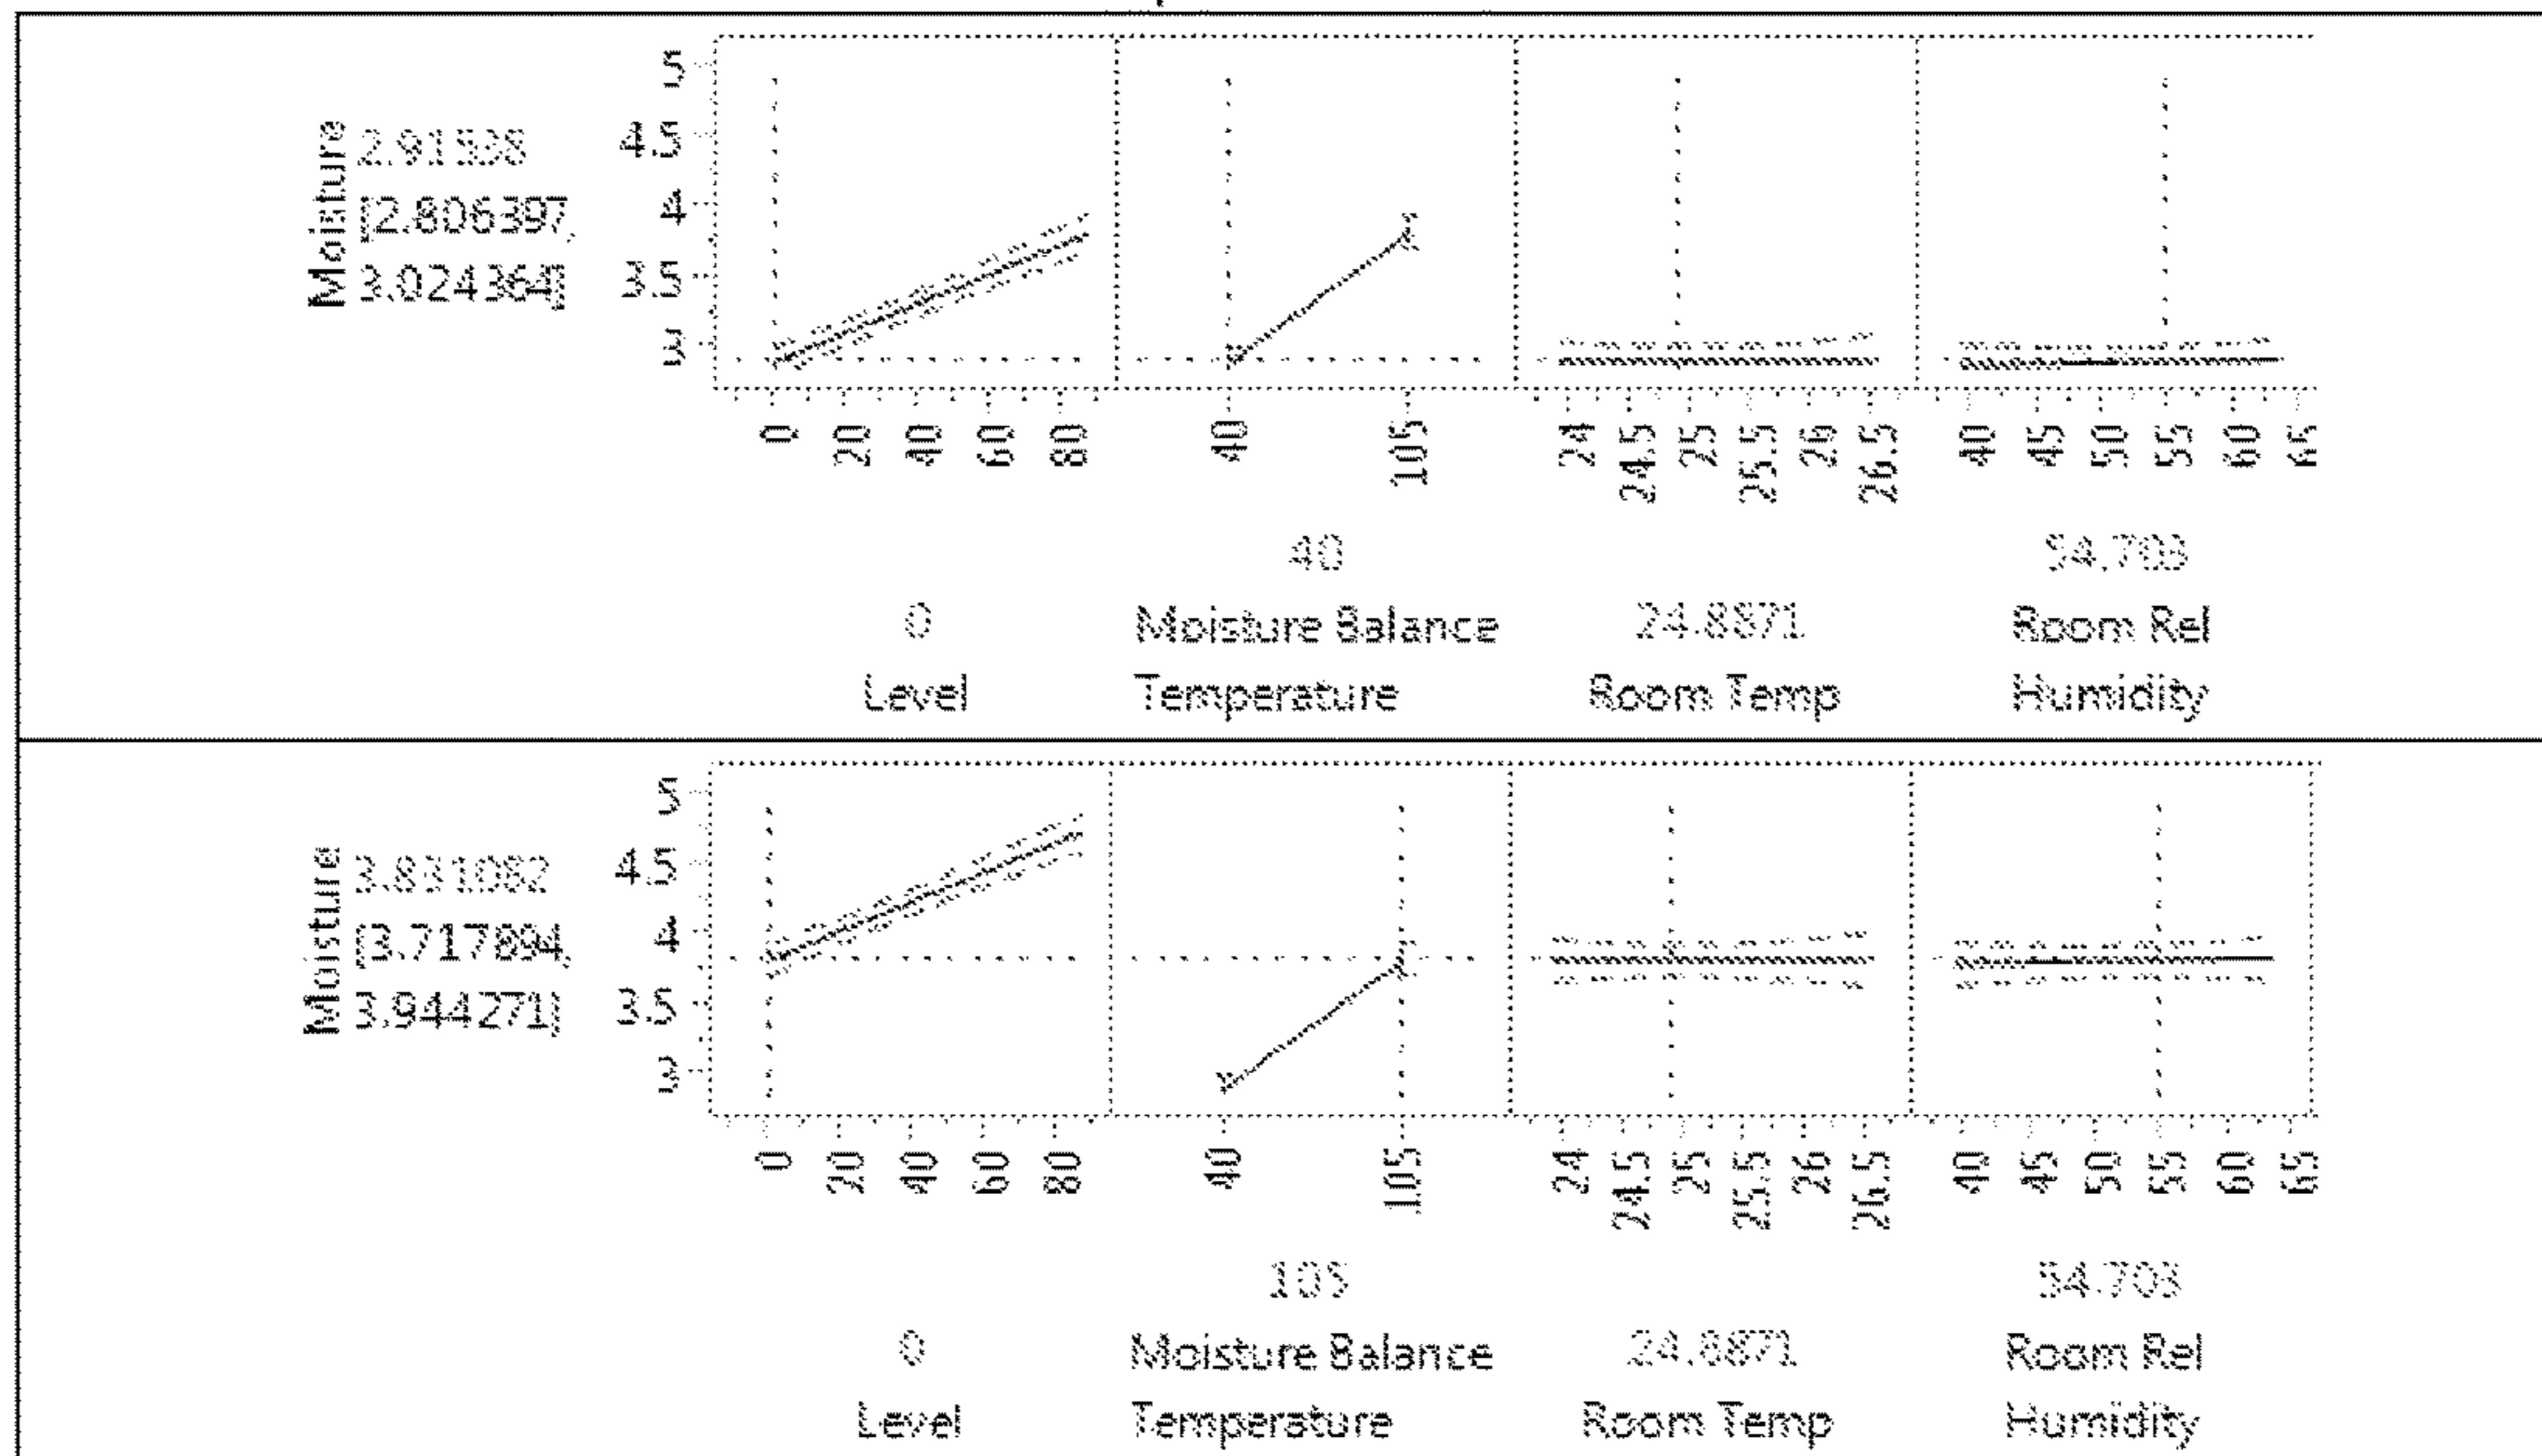 Moisture
2.91538
[2.806397,
3.024364]
5
4.5
4
3.5
3
0 20 40 60 80
40 105
24 24.5 25 25.5 26 26.5
40 45 50 55 60 65
0
Level
40
Moisture Balance
Temperature
24.8871
Room Temp
54.703
Room Rel
Humidity
Moisture
3.831082
[3.717894,
3.944271]
5
4.5
4
3.5
3
0 20 40 60 80
40 105
24 24.5 25 25.5 26 26.5
40 45 50 55 60 65
0
Level
105
Moisture Balance
Temperature
24.8871
Room Temp
54.703
Room Rel
Humidity